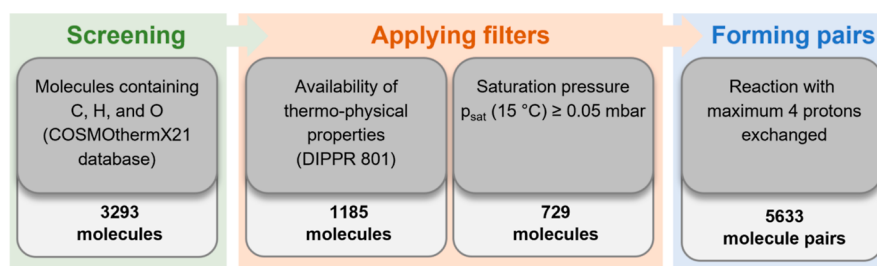 Screening
Molecules containing
C, H, and O
(COSMOthermX21
database)
3293
molecules
Applying filters
Availability of
thermo-physical
properties
(DIPPR 801)
1185
molecules
Saturation pressure
psat (15 °C) ≥ 0.05 mbar
729
molecules
Forming pairs
Reaction with
maximum 4 protons
exchanged
5633
molecule pairs